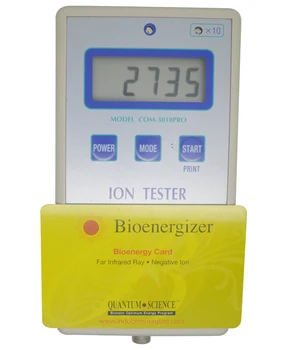 ×10
2735
MODEL COM-3010PRO
POWER MODE START
PRINT
ION TESTER
Bioenergizer
Bioenergy Card
Far Infrared Ray • Negative Ion
QUANTUM SCIENCE